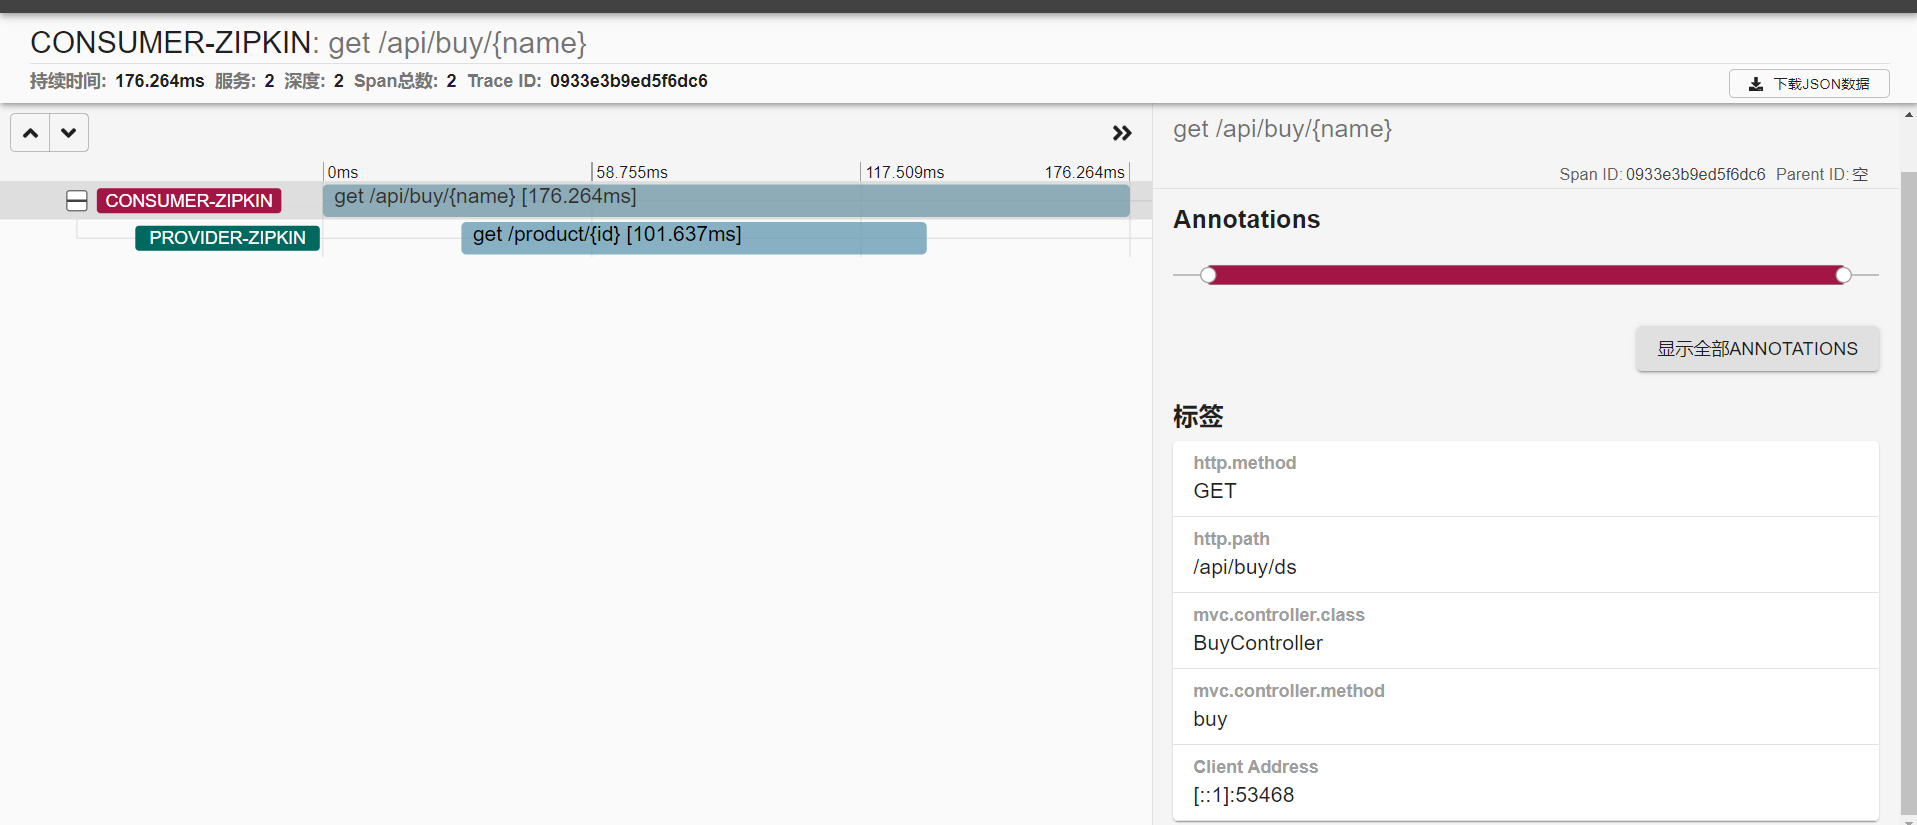 CONSUMER-ZIPKIN: get /api/buy/{name}
持续时间: 176.264ms 服务: 2 深度: 2 Span总数: 2 Trace ID: 0933e3b9ed5f6dc6
下载JSON数据
0ms 58.755ms 117.509ms 176.264ms
CONSUMER-ZIPKIN get /api/buy/{name} [176.264ms]
PROVIDER-ZIPKIN get /product/{id} [101.637ms]
get /api/buy/{name}
Span ID: 0933e3b9ed5f6dc6 Parent ID: 空
Annotations
显示全部ANNOTATIONS
标签
http.method
GET
http.path
/api/buy/ds
mvc.controller.class
BuyController
mvc.controller.method
buy
Client Address
[::1]:53468